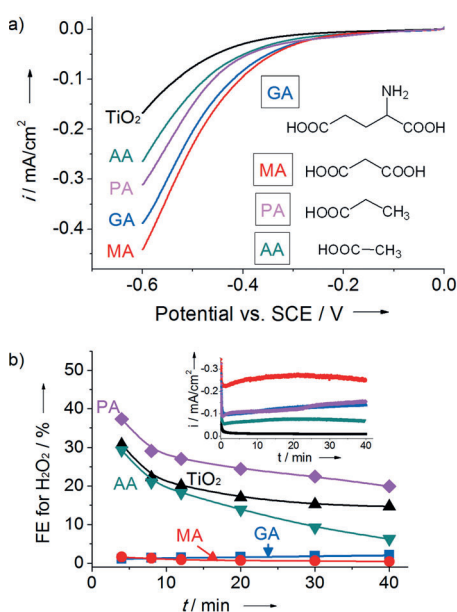 a)
0.0
-0.1
-0.2
-0.3
-0.4
i / mA/cm²
TiO₂
AA
PA
GA
MA
GA
NH₂
HOOC COOH
MA
HOOC COOH
PA
HOOC CH₃
AA
HOOC—CH₃
-0.6 -0.4 -0.2 -0.0
Potential vs. SCE / V
b)
FE for H₂O₂ / %
50
40
30
20
10
0
PA
AA
TiO₂
MA
GA
i / mA/cm²
-0.3
-0.2
-0.1
0.0
0 10 20 30 40
t / min
0 10 20 30 40
t / min